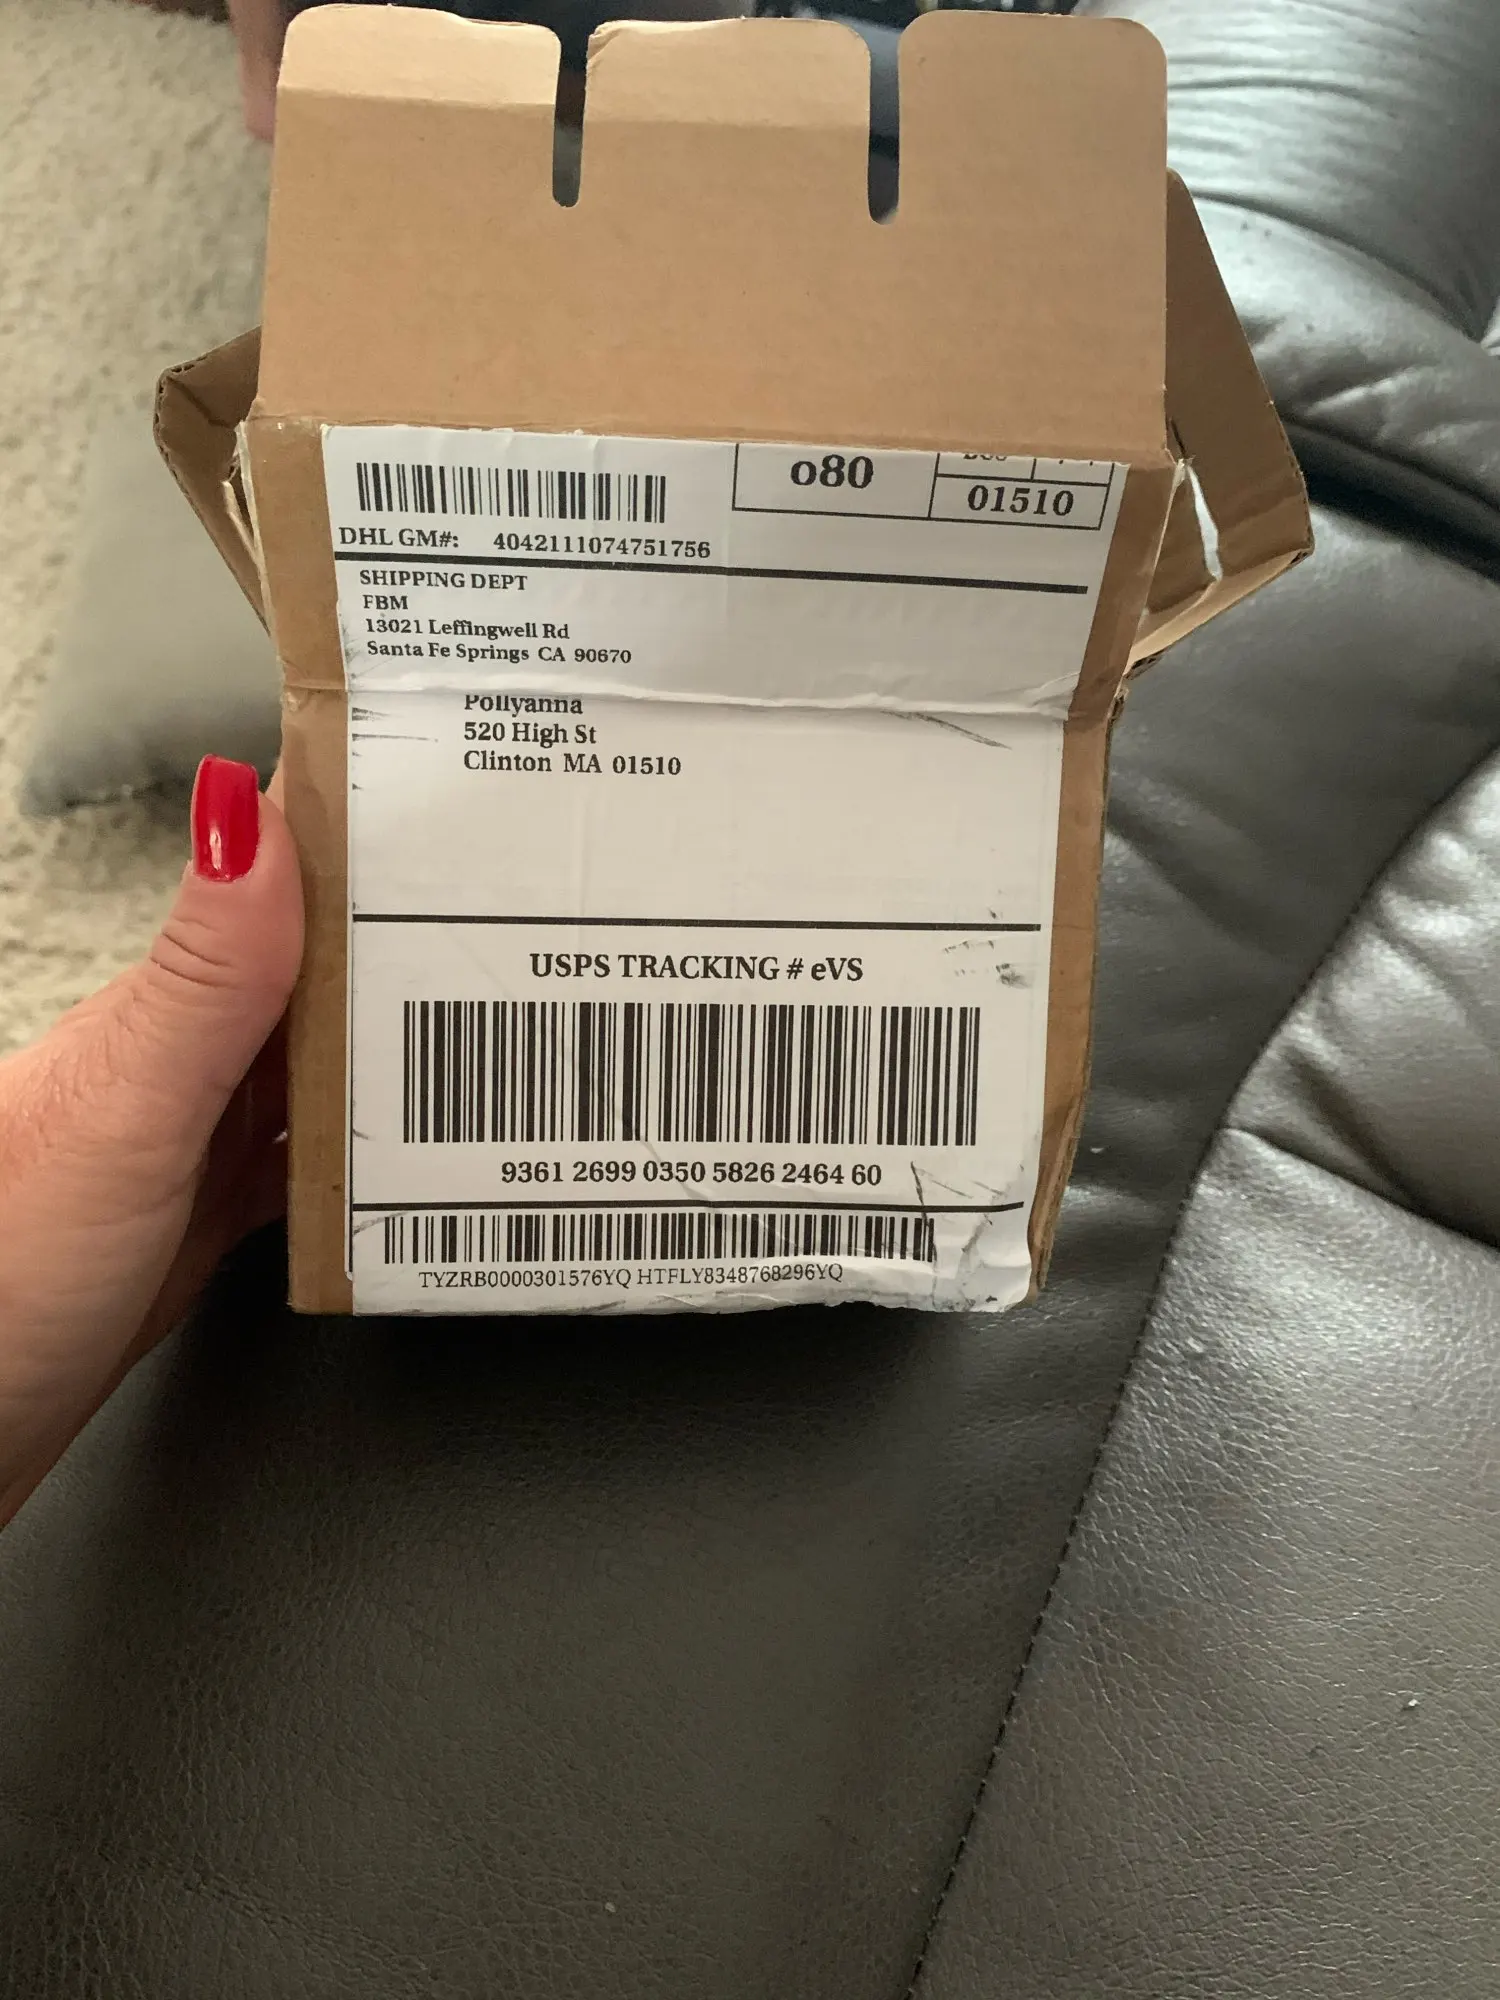 o80
01510
DHL GM#: 4042111074751756
SHIPPING DEPT
FBM
13021 Leffingwell Rd
Santa Fe Springs CA 90670
Pollyanna
520 High St
Clinton MA 01510
USPS TRACKING # eVS
9361 2699 0350 5826 2464 60
TYZRB0000301576YQ HTFLY8348768296YQ